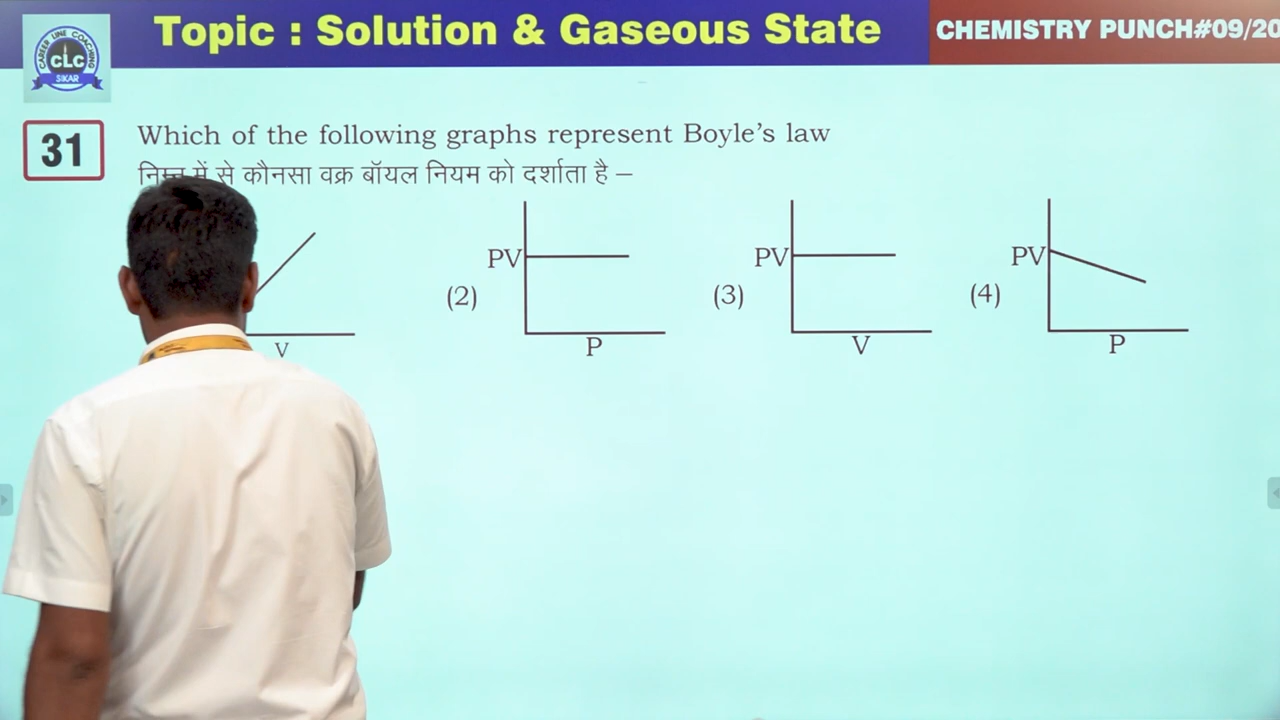 Topic : Solution & Gaseous State
CHEMISTRY PUNCH#09/20
CAREER LINE COACHING
CLC
SIKAR
31
Which of the following graphs represent Boyle's law
से कौनसा वक्र बॉयल नियम को दर्शाता है –
V
(2)
PV
P
(3)
PV
V
(4)
PV
P